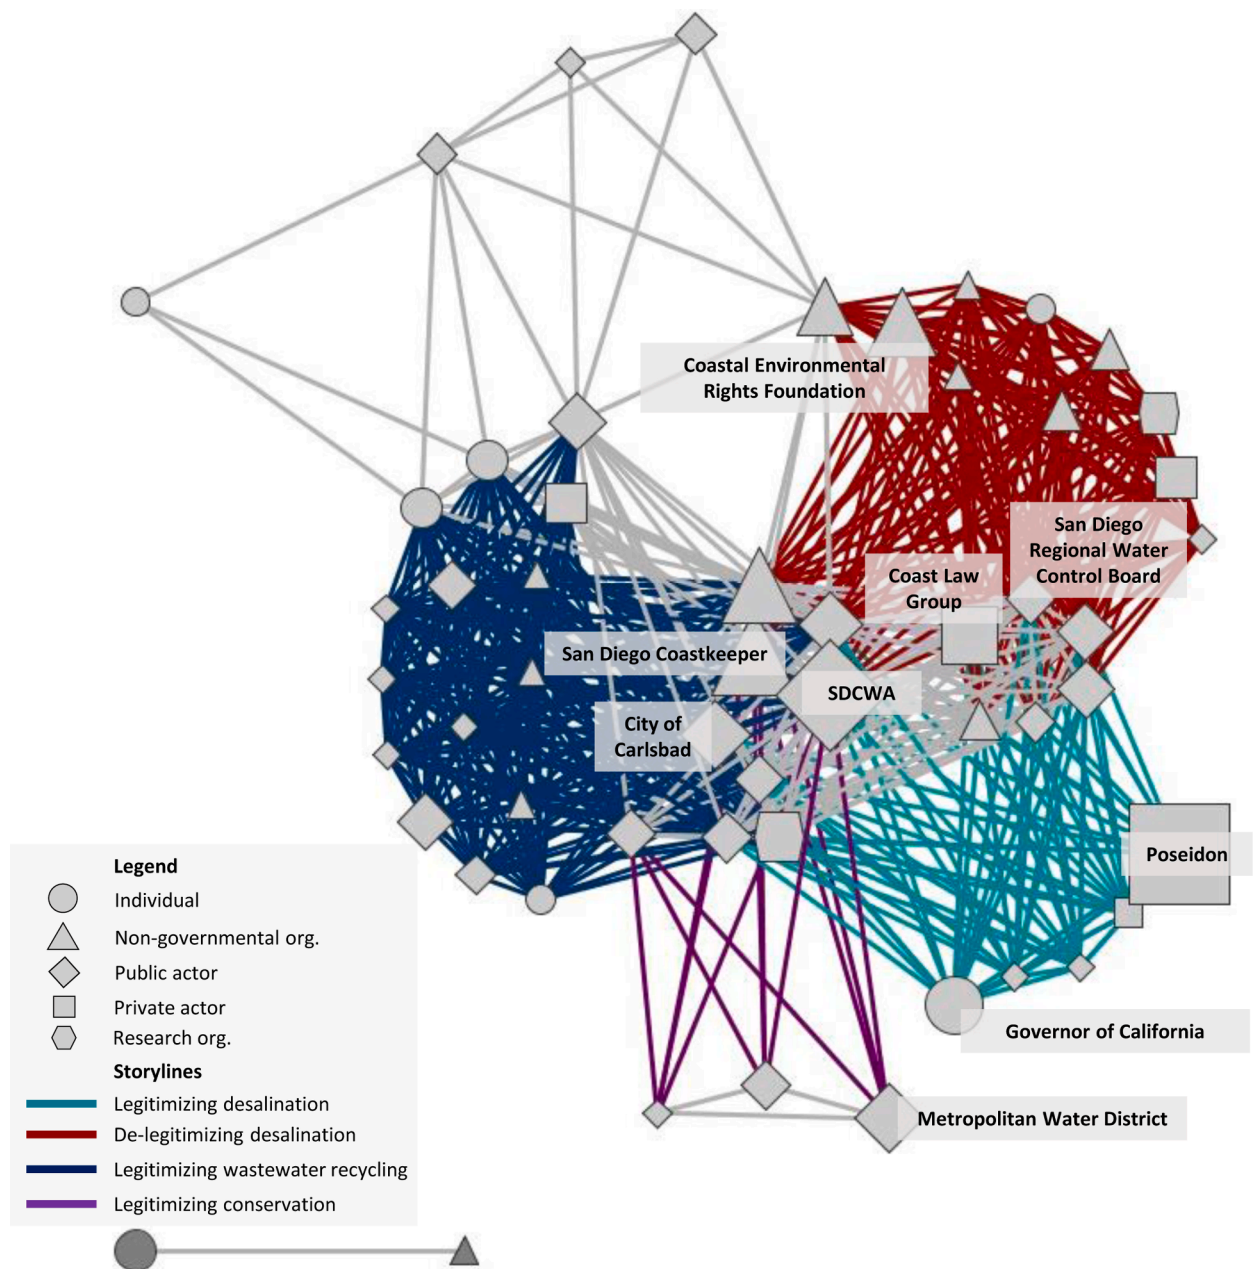 Coastal Environmental
Rights Foundation
San Diego
Regional Water
Control Board
Coast Law
Group
San Diego Coastkeeper
SDCWA
City of
Carlsbad
Poseidon
Governor of California
Metropolitan Water District
Legend
Individual
Non-governmental org.
Public actor
Private actor
Research org.
Storylines
Legitimizing desalination
De-legitimizing desalination
Legitimizing wastewater recycling
Legitimizing conservation